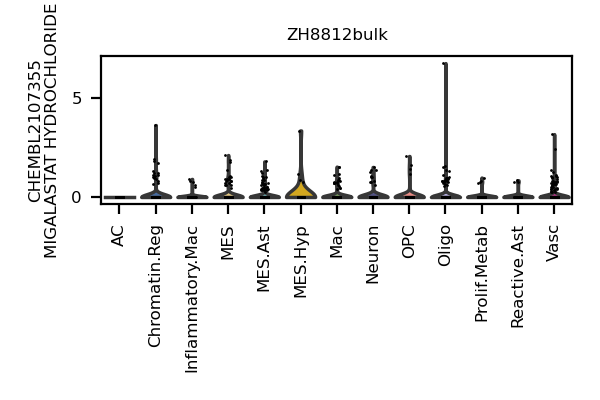 ZH8812bulk
CHEMBL2107355
MIGALASTAT HYDROCHLORIDE
5
0
AC
Chromatin.Reg
Inflammatory.Mac
MES
MES.Ast
MES.Hyp
Mac
Neuron
OPC
Oligo
Prolif.Metab
Reactive.Ast
Vasc